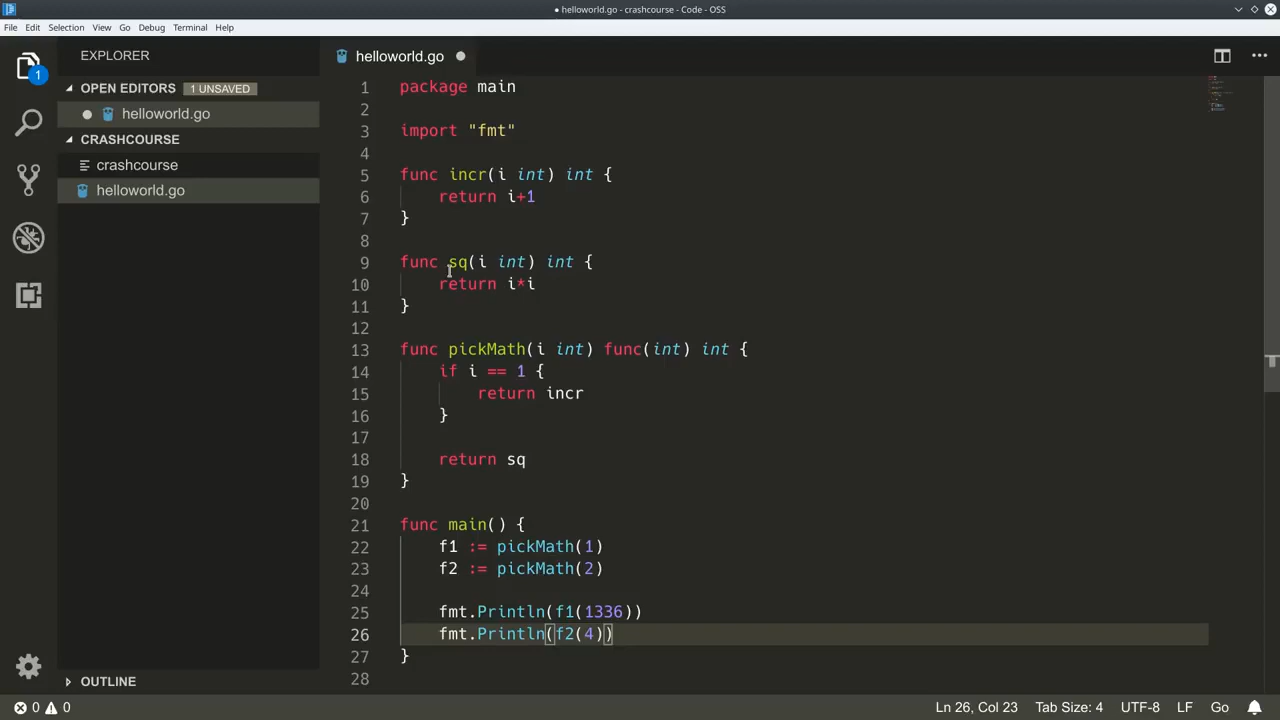 ● helloworld.go - crashcourse - Code - OSS
File Edit Selection View Go Debug Terminal Help
EXPLORER
OPEN EDITORS 1 UNSAVED
helloworld.go
CRASHCOURSE
crashcourse
helloworld.go
OUTLINE
1
helloworld.go
1 package main
2
3 import "fmt"
4
5 func incr(i int) int {
6 return i+1
7 }
8
9 func sq(i int) int {
10 return i*i
11 }
12
13 func pickMath(i int) func(int) int {
14 if i == 1 {
15 return incr
16 }
17
18 return sq
19 }
20
21 func main() {
22 f1 := pickMath(1)
23 f2 := pickMath(2)
24
25 fmt.Println(f1(1336))
26 fmt.Println(f2(4))
27 }
28
0 0 Ln 26, Col 23 Tab Size: 4 UTF-8 LF Go